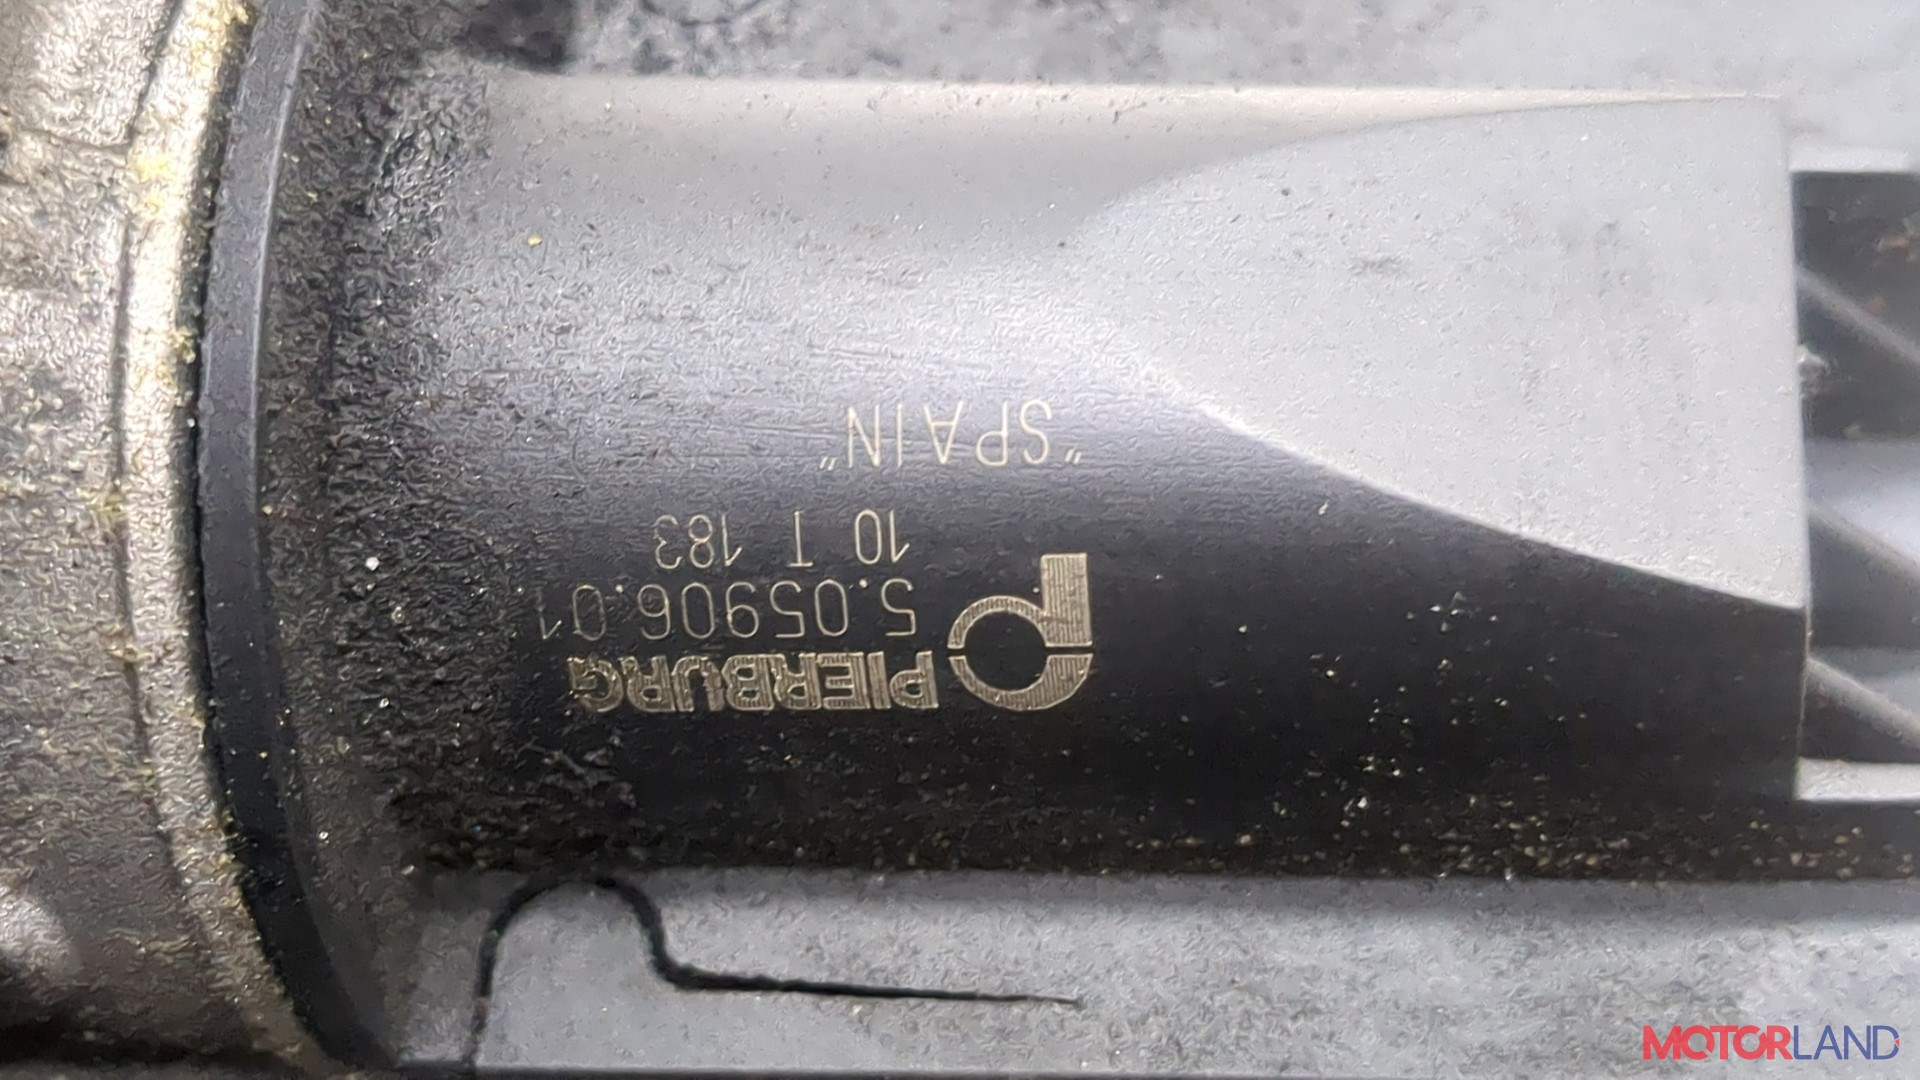 PIERBURG
5.05906.01
10 T 183
"SPAIN"
MOTORLAND